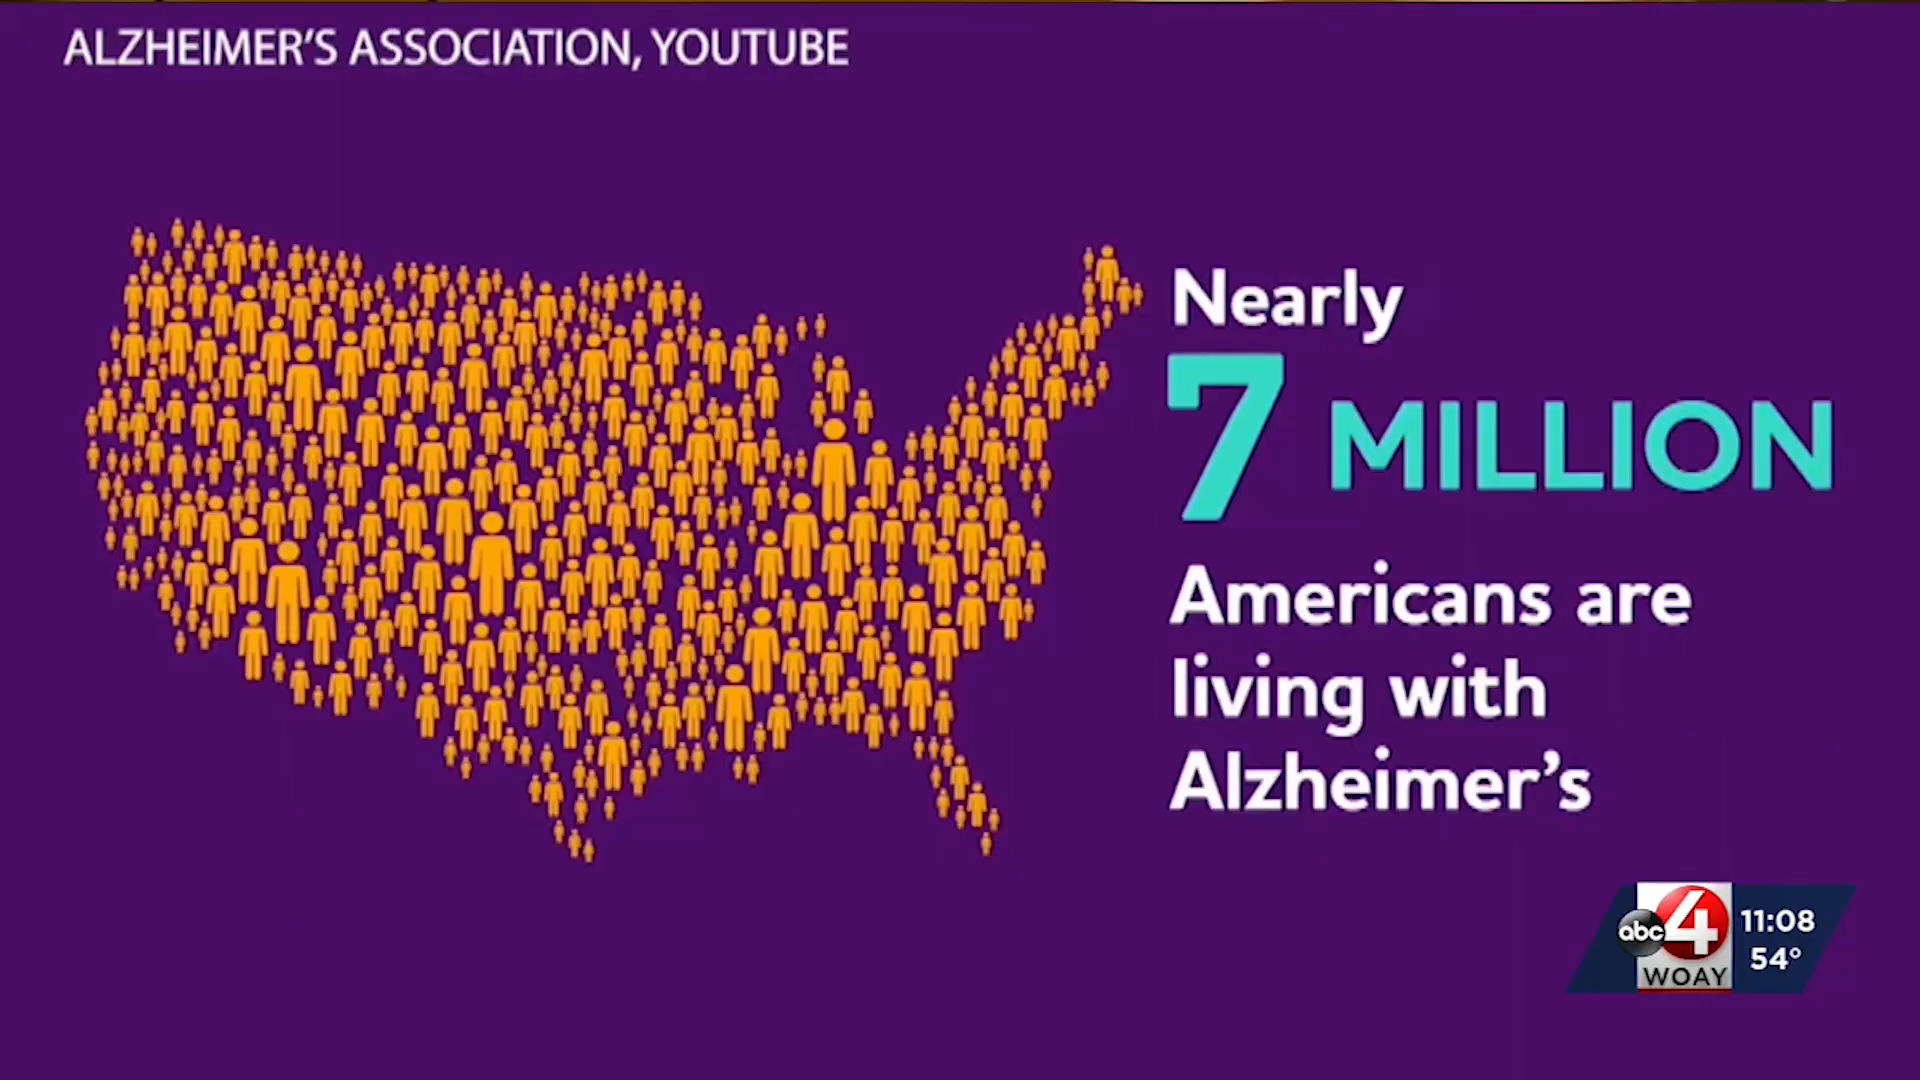 ALZHEIMER'S ASSOCIATION, YOUTUBE
Nearly
7 MILLION
Americans are
living with
Alzheimer's
abc 4
WOAY
11:08
54°